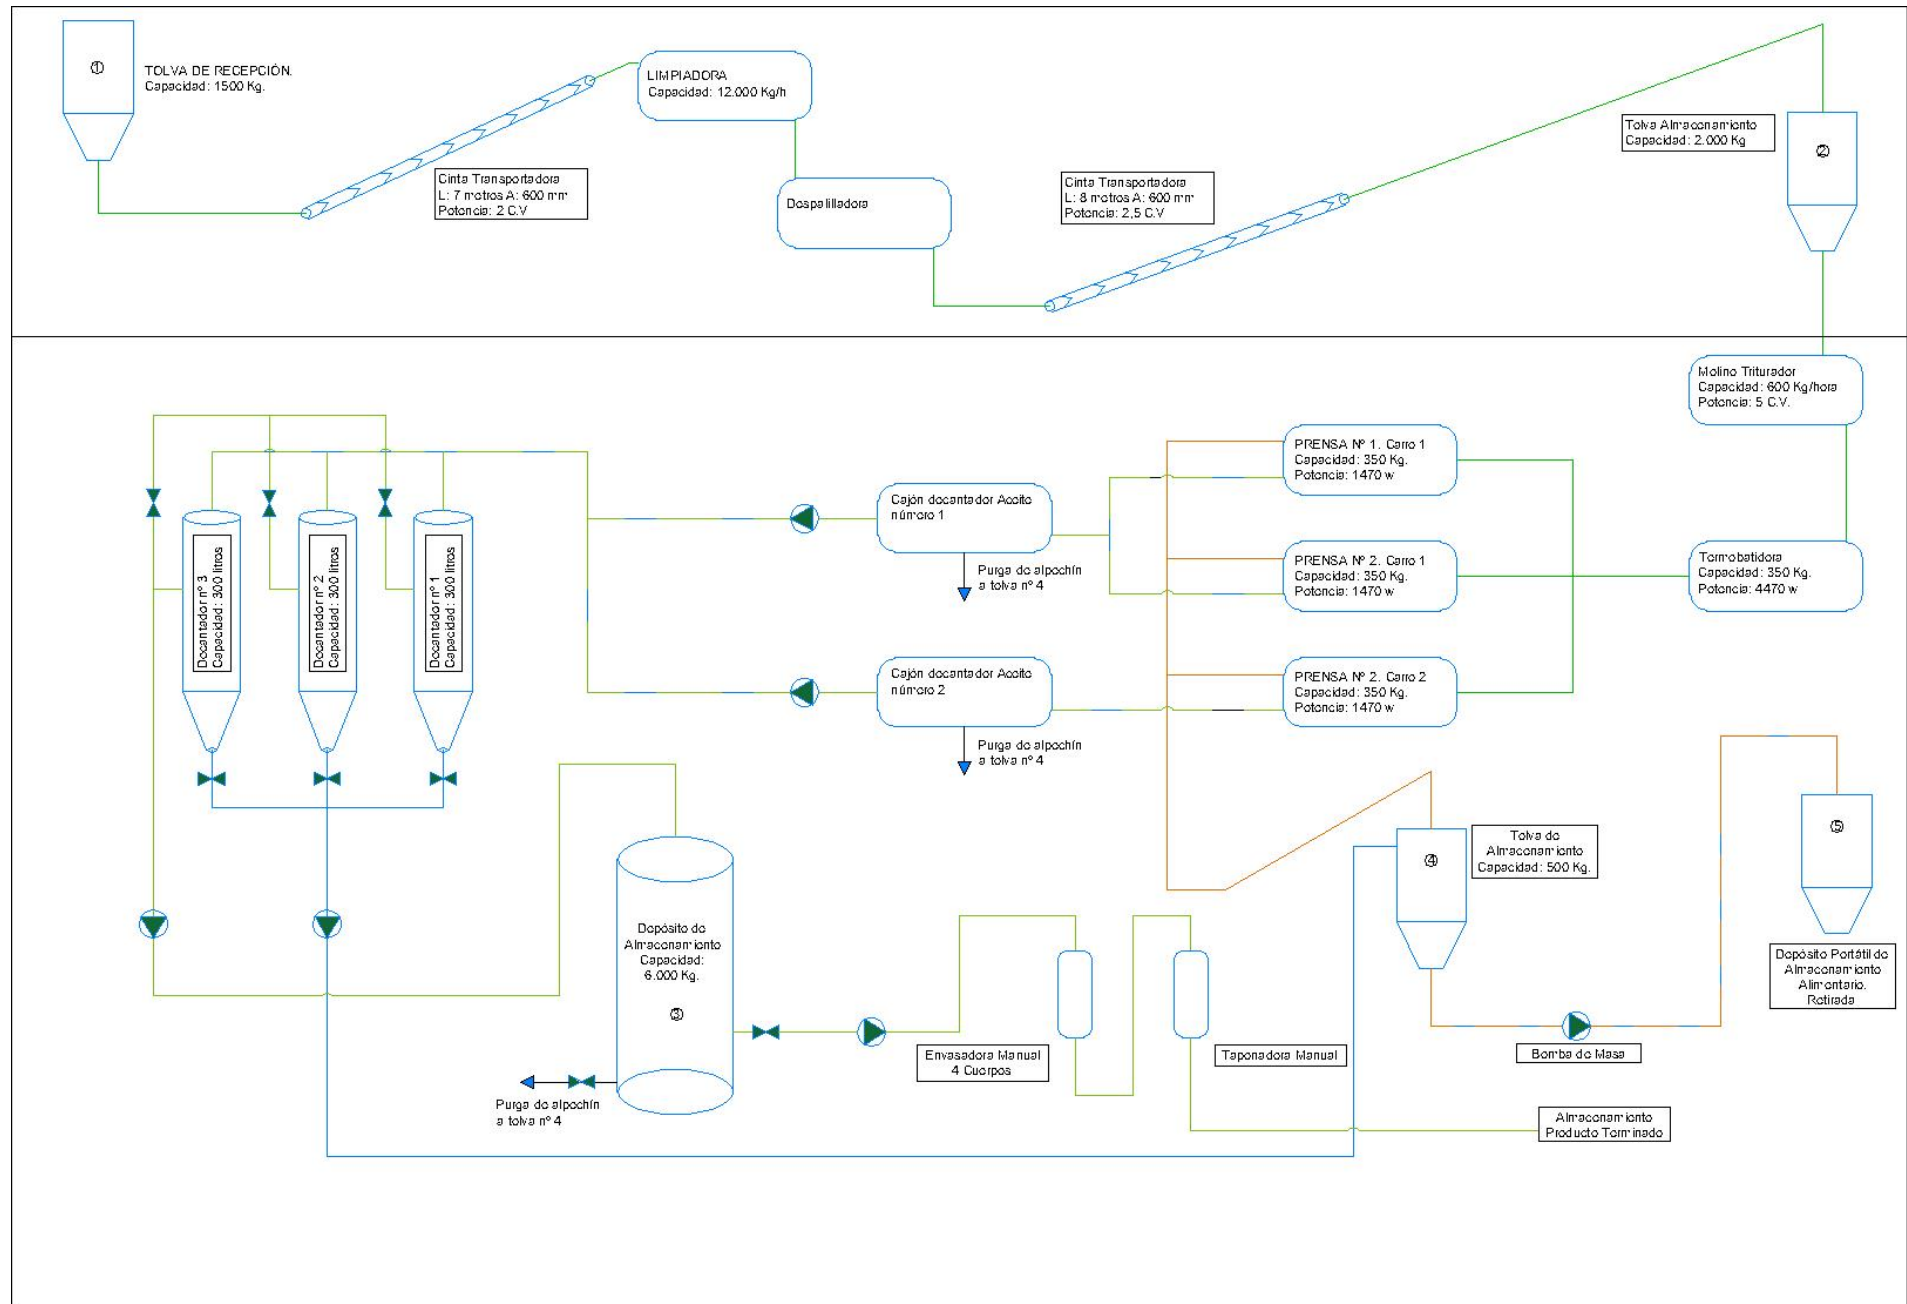 ①
TOLVA DE RECEPCIÓN.
Capacidad: 1500 Kg.
LIMPIADORA
Capacidad: 12.000 Kg/h
Cinta Transportadora
L: 7 metros A: 600 mm
Potencia: 2 C.V
Despalilladora
Cinta Transportadora
L: 8 metros A: 600 mm
Potencia: 2,5 C.V
Tolva Almacenamiento
Capacidad: 2.000 Kg
②
Molino Triturador
Capacidad: 600 Kg/hora
Potencia: 5 C.V.
PRENSA Nº 1. Carro 1
Capacidad: 350 Kg.
Potencia: 1470 w
Cajón decantador Aceite
número 1
Purga de alpechín
a tolva nº 4
PRENSA Nº 2. Carro 1
Capacidad: 350 Kg.
Potencia: 1470 w
Termobatidora
Capacidad: 350 Kg.
Potencia: 4470 w
Decantador nº 3
Capacidad: 300 litros
Decantador nº 2
Capacidad: 300 litros
Decantador nº 1
Capacidad: 300 litros
Cajón decantador Aceite
número 2
Purga de alpechín
a tolva nº 4
PRENSA Nº 2. Carro 2
Capacidad: 350 Kg.
Potencia: 1470 w
④
Tolva de
Almacenamiento
Capacidad: 500 Kg.
⑤
Depósito Portátil de
Almacenamiento
Alimentario.
Retirada
Depósito de
Almacenamiento
Capacidad:
6.000 Kg.
③
Envasadora Manual
4 Cuerpos
Taponadora Manual
Bomba de Masa
Purga de alpechín
a tolva nº 4
Almacenamiento
Producto Terminado